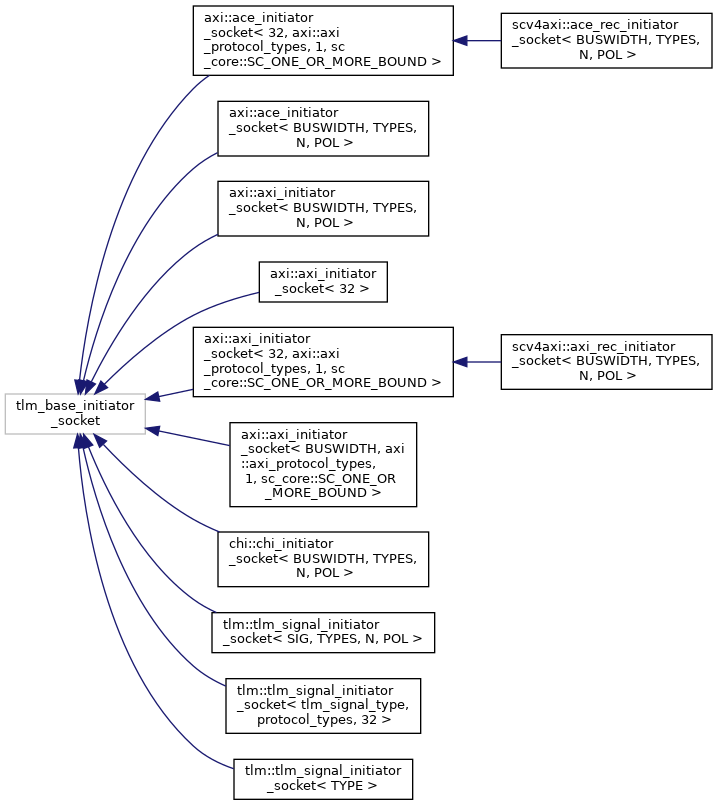 axi::ace_initiator
_socket< 32, axi::axi
_protocol_types, 1, sc
_core::SC_ONE_OR_MORE_BOUND >
scv4axi::ace_rec_initiator
_socket< BUSWIDTH, TYPES,
N, POL >
axi::ace_initiator
_socket< BUSWIDTH, TYPES,
N, POL >
axi::axi_initiator
_socket< BUSWIDTH, TYPES,
N, POL >
axi::axi_initiator
_socket< 32 >
axi::axi_initiator
_socket< 32, axi::axi
_protocol_types, 1, sc
_core::SC_ONE_OR_MORE_BOUND >
scv4axi::axi_rec_initiator
_socket< BUSWIDTH, TYPES,
N, POL >
tlm_base_initiator
_socket
axi::axi_initiator
_socket< BUSWIDTH, axi
::axi_protocol_types,
1, sc_core::SC_ONE_OR
_MORE_BOUND >
chi::chi_initiator
_socket< BUSWIDTH, TYPES,
N, POL >
tlm::tlm_signal_initiator
_socket< SIG, TYPES, N, POL >
tlm::tlm_signal_initiator
_socket< tlm_signal_type,
protocol_types, 32 >
tlm::tlm_signal_initiator
_socket< TYPE >